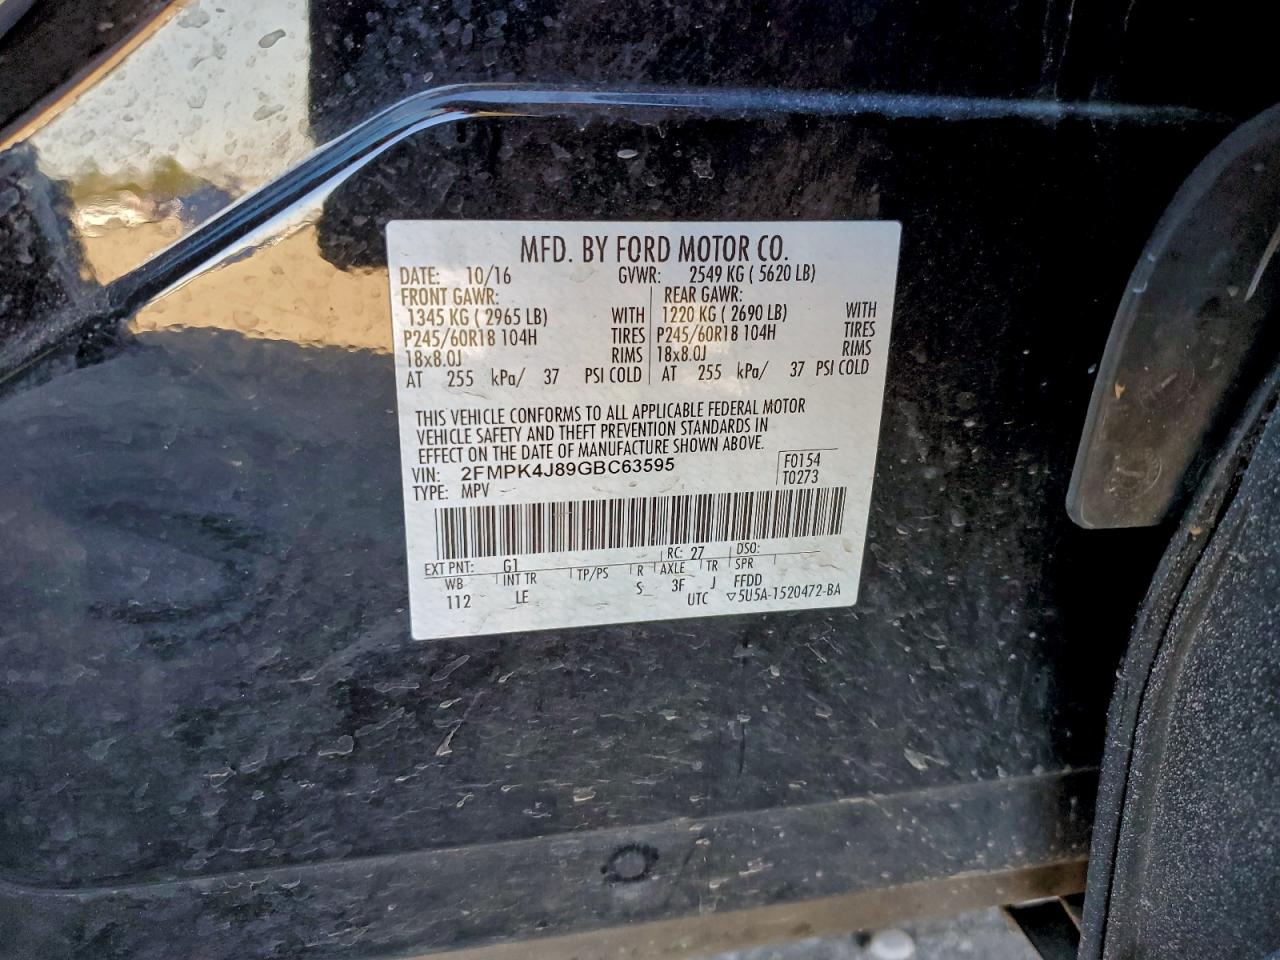 MFD. BY FORD MOTOR CO.
DATE: 10/16 GVWR: 2549 KG ( 5620 LB)
FRONT GAWR: REAR GAWR:
1345 KG ( 2965 LB) WITH 1220 KG ( 2690 LB) WITH
P245/60R18 104H TIRES P245/60R18 104H TIRES
18x8.0J RIMS 18x8.0J RIMS
AT 255 kPa/ 37 PSI COLD AT 255 kPa/ 37 PSI COLD
THIS VEHICLE CONFORMS TO ALL APPLICABLE FEDERAL MOTOR
VEHICLE SAFETY AND THEFT PREVENTION STANDARDS IN
EFFECT ON THE DATE OF MANUFACTURE SHOWN ABOVE.
VIN: 2FMPK4J89GBC63595 F0154
TYPE: MPV T0273
EXT PNT: G1 RC: 27 DSO:
WB INT TR TP/PS R AXLE TR SPR
112 LE S 3F J FFDD
UTC ▽5U5A-1520472-BA